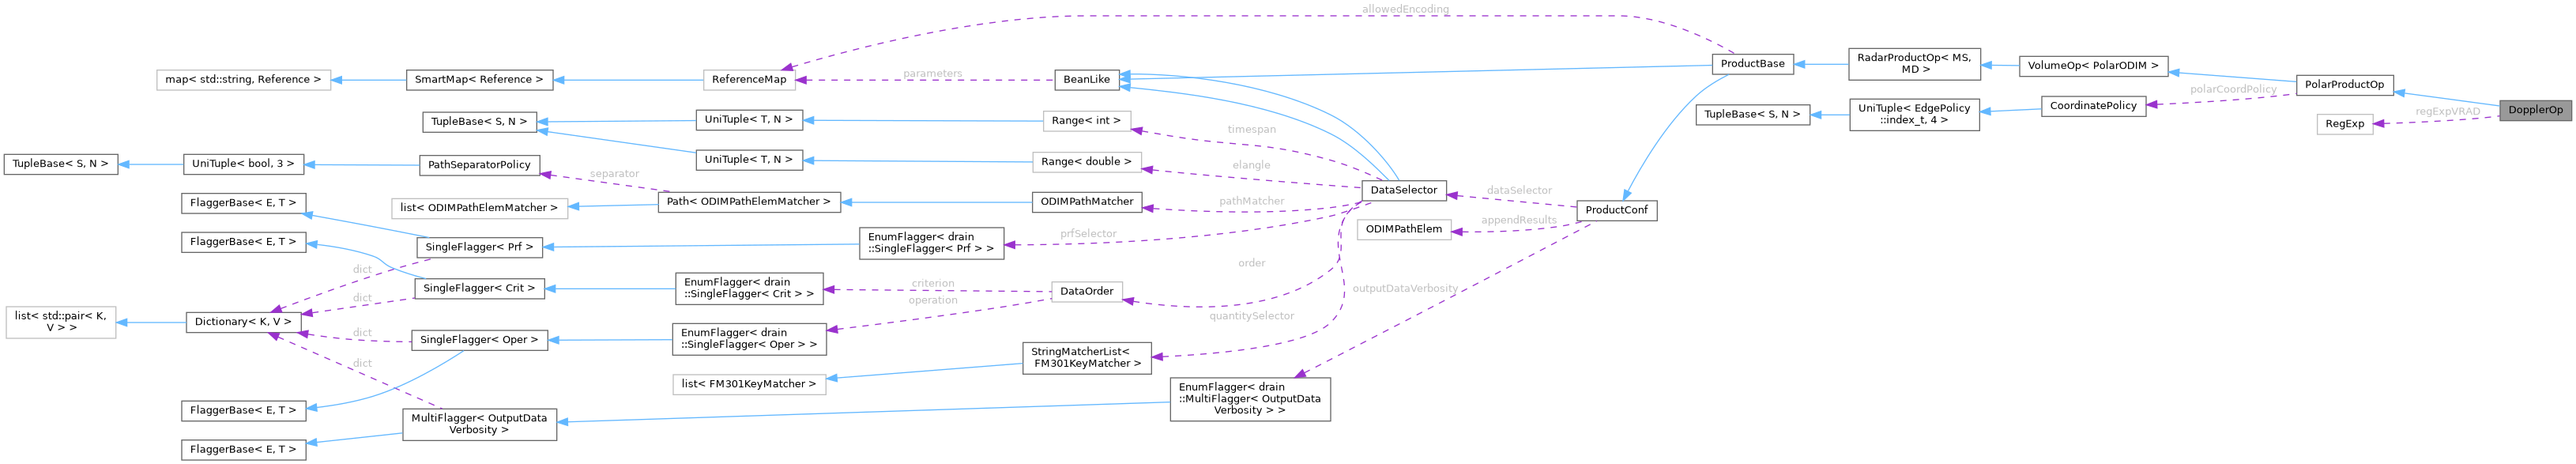 allowedEncoding
map< std::string, Reference >
SmartMap< Reference >
ReferenceMap
parameters
BeanLike
ProductBase
RadarProductOp< MS,
MD >
VolumeOp< PolarODIM >
PolarProductOp
polarCoordPolicy
DopplerOp
regExpVRAD
RegExp
CoordinatePolicy
UniTuple< EdgePolicy
::index_t, 4 >
TupleBase< S, N >
TupleBase< S, N >
UniTuple< T, N >
Range< int >
timespan
UniTuple< T, N >
Range< double >
elangle
TupleBase< S, N >
UniTuple< bool, 3 >
PathSeparatorPolicy
separator
Path< ODIMPathElemMatcher >
list< ODIMPathElemMatcher >
ODIMPathMatcher
pathMatcher
DataSelector
dataSelector
ProductConf
appendResults
ODIMPathElem
FlaggerBase< E, T >
FlaggerBase< E, T >
SingleFlagger< Prf >
EnumFlagger< drain
::SingleFlagger< Prf > >
prfSelector
dict
SingleFlagger< Crit >
dict
EnumFlagger< drain
::SingleFlagger< Crit > >
criterion
operation
DataOrder
order
outputDataVerbosity
quantitySelector
list< std::pair< K,
V > >
Dictionary< K, V >
dict
SingleFlagger< Oper >
EnumFlagger< drain
::SingleFlagger< Oper > >
dict
StringMatcherList<
FM301KeyMatcher >
list< FM301KeyMatcher >
EnumFlagger< drain
::MultiFlagger< OutputData
Verbosity > >
FlaggerBase< E, T >
MultiFlagger< OutputData
Verbosity >
FlaggerBase< E, T >